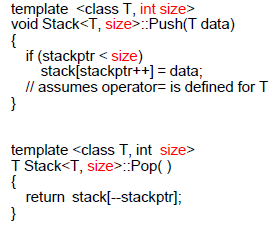 template  <class T, int size>
void Stack<T, size>::Push(T data)
{
    if (stackptr < size)
        stack[stackptr++] = data;
    // assumes operator= is defined for T
}
template <class T, int  size>
T Stack<T, size>::Pop( )
{
    return  stack[--stackptr];
}